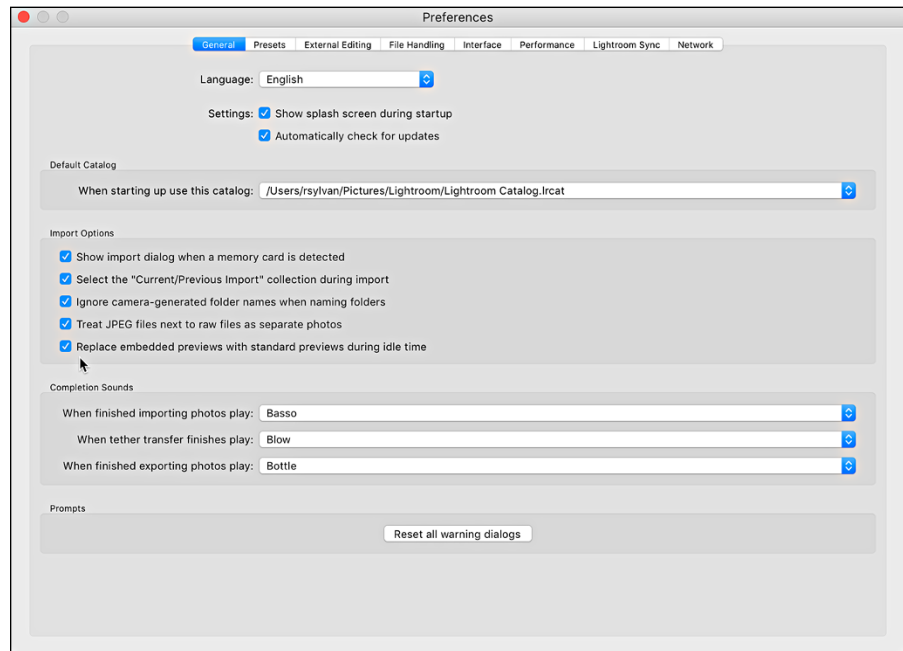 Preferences
General Presets External Editing File Handling Interface Performance Lightroom Sync Network
Language: English
Settings: Show splash screen during startup
Automatically check for updates
Default Catalog
When starting up use this catalog: /Users/rsylvan/Pictures/Lightroom/Lightroom Catalog.lrcat
Import Options
Show import dialog when a memory card is detected
Select the "Current/Previous Import" collection during import
Ignore camera-generated folder names when naming folders
Treat JPEG files next to raw files as separate photos
Replace embedded previews with standard previews during idle time
Completion Sounds
When finished importing photos play: Basso
When tether transfer finishes play: Blow
When finished exporting photos play: Bottle
Prompts
Reset all warning dialogs